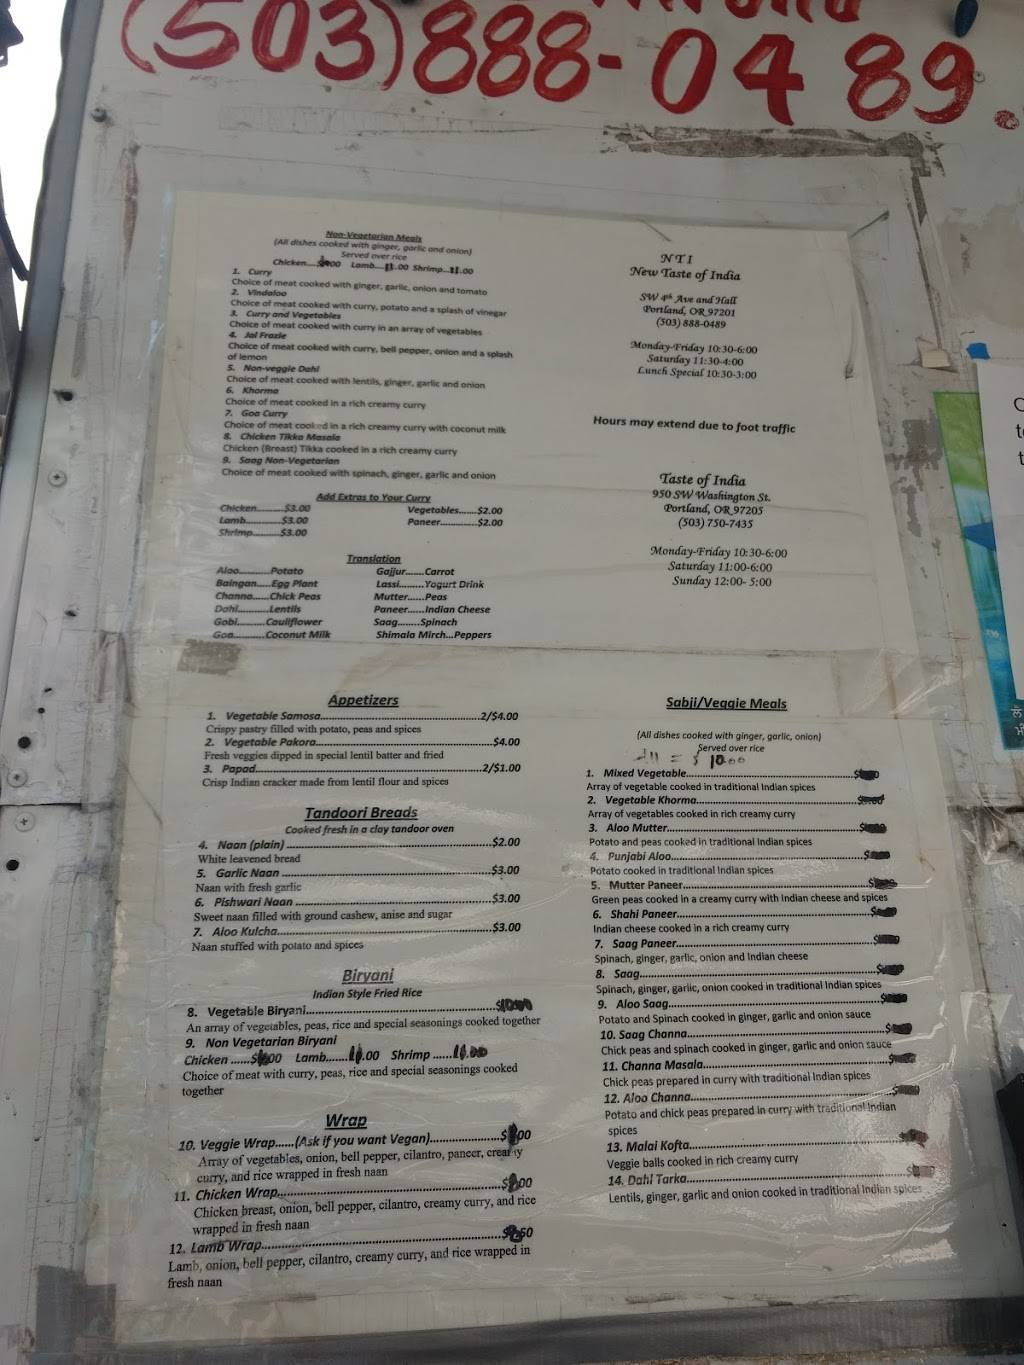 (503)888-0489.
Non-Vegetarian Meals
(All dishes cooked with ginger, garlic and onion)
Served over rice
Chicken.... 00 Lamb....11.00 Shrimp...11.00
1. Curry
Choice of meat cooked with ginger, garlic, onion and tomato
2. Vindaloo
Choice of meat cooked with curry, potato and a splash of vinegar
3. Curry and Vegetables
Choice of meat cooked with curry in an array of vegetables
4. Jal Frazie
Choice of meat cooked with curry, bell pepper, onion and a splash
of lemon
5. Non-veggie Dahl
Choice of meat cooked with lentils, ginger, garlic and onion
6. Khorma
Choice of meat cooked in a rich creamy curry
7. Goa Curry
Choice of meat cooked in a rich creamy curry with coconut milk
8. Chicken Tikka Masala
Chicken (Breast) Tikka cooked in a rich creamy curry
9. Saag Non-Vegetarian
Choice of meat cooked with spinach, ginger, garlic and onion
Add Extras to Your Curry
Chicken..........$3.00 Vegetables.......$2.00
Lamb.............$3.00 Paneer.............$2.00
Shrimp..........$3.00
Translation
Aloo...........Potato Gajjur.......Carrot
Baingan.....Egg Plant Lassi.........Yogurt Drink
Channa......Chick Peas Mutter......Peas
Dahl...........Lentils Paneer......Indian Cheese
Gobi..........Cauliflower Saag........Spinach
Goa...........Coconut Milk Shimala Mirch...Peppers
NTI
New Taste of India
SW 4th Ave and Hall
Portland, OR 97201
(503) 888-0489
Monday-Friday 10:30-6:00
Saturday 11:30-4:00
Lunch Special 10:30-3:00
Hours may extend due to foot traffic
Taste of India
950 SW Washington St.
Portland, OR 97205
(503) 750-7435
Monday-Friday 10:30-6:00
Saturday 11:00-6:00
Sunday 12:00- 5:00
Appetizers
1. Vegetable Samosa.....................................2/$4.00
Crispy pastry filled with potato, peas and spices
2. Vegetable Pakora.........................................$4.00
Fresh veggies dipped in special lentil batter and fried
3. Papad.....................................................2/$1.00
Crisp Indian cracker made from lentil flour and spices
Tandoori Breads
Cooked fresh in a clay tandoor oven
4. Naan (plain) ...............................................$2.00
White leavened bread
5. Garlic Naan ................................................$3.00
Naan with fresh garlic
6. Pishwari Naan .............................................$3.00
Sweet naan filled with ground cashew, anise and sugar
7. Aloo Kulcha.................................................$3.00
Naan stuffed with potato and spices
Biryani
Indian Style Fried Rice
8. Vegetable Biryani...........................................$10.00
An array of vegetables, peas, rice and special seasonings cooked together
9. Non Vegetarian Biryani
Chicken ......$ 00 Lamb.......11.00 Shrimp ......11.00
Choice of meat with curry, peas, rice and special seasonings cooked
together
Wrap
10. Veggie Wrap......(Ask if you want Vegan)................$ 00
Array of vegetables, onion, bell pepper, cilantro, paneer, creamy
curry, and rice wrapped in fresh naan
11. Chicken Wrap...................................................$ 00
Chicken breast, onion, bell pepper, cilantro, creamy curry, and rice
wrapped in fresh naan
12. Lamb Wrap......................................................$ 50
Lamb, onion, bell pepper, cilantro, creamy curry, and rice wrapped in
fresh naan
Sabji/Veggie Meals
(All dishes cooked with ginger, garlic, onion)
Served over rice
All = $10.00
1. Mixed Vegetable.............................................$
Array of vegetable cooked in traditional Indian spices
2. Vegetable Khorma...........................................$
Array of vegetables cooked in rich creamy curry
3. Aloo Mutter....................................................$
Potato and peas cooked in traditional Indian spices
4. Punjabi Aloo....................................................$
Potato cooked in traditional Indian spices
5. Mutter Paneer.................................................$
Green peas cooked in a creamy curry with Indian cheese and spices
6. Shahi Paneer...................................................$
Indian cheese cooked in a rich creamy curry
7. Saag Paneer....................................................$
Spinach, ginger, garlic, onion and Indian cheese
8. Saag...............................................................$
Spinach, ginger, garlic, onion cooked in traditional Indian spices
9. Aloo Saag.......................................................$
Potato and Spinach cooked in ginger, garlic and onion sauce
10. Saag Channa..................................................$
Chick peas and spinach cooked in ginger, garlic and onion sauce
11. Channa Masala...............................................$
Chick peas prepared in curry with traditional Indian spices
12. Aloo Channa...................................................$
Potato and chick peas prepared in curry with traditional Indian
spices
13. Malai Kofta.....................................................
Veggie balls cooked in rich creamy curry
14. Dahl Tarka.......................................................$
Lentils, ginger, garlic and onion cooked in traditional Indian spices